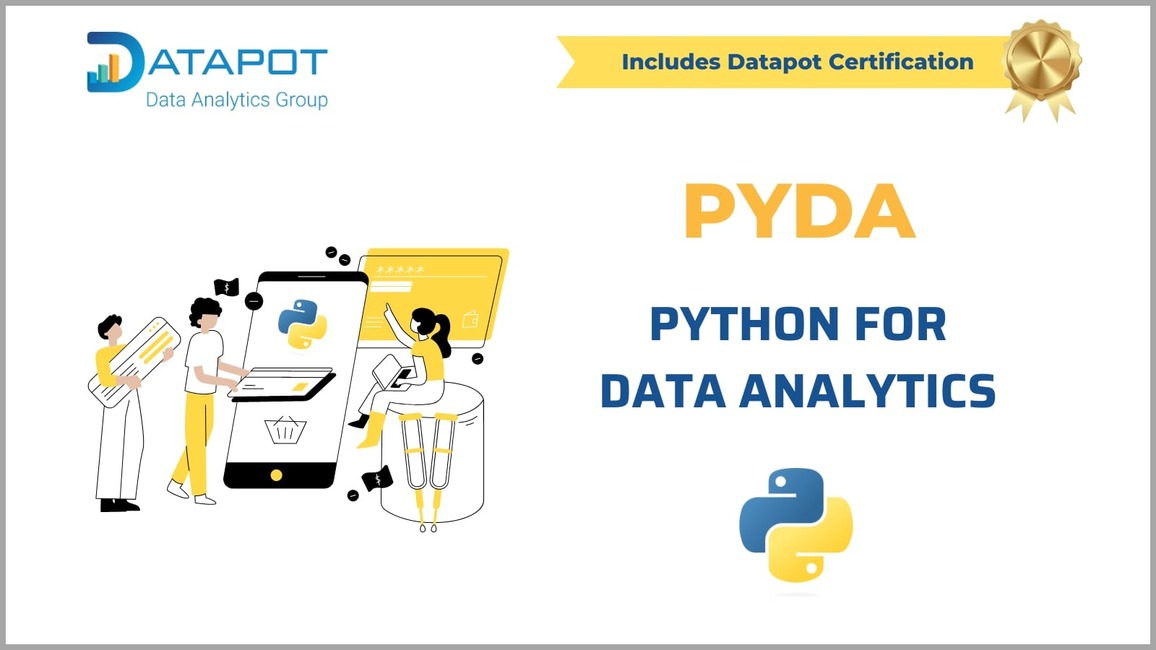 DATAPOT
Data Analytics Group
Includes Datapot Certification
PYDA
PYTHON FOR
DATA ANALYTICS
*****
$
$